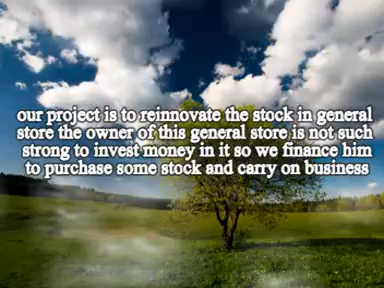 our project is to reinnovate the stock in general
store the owner of this general store is not such
strong to invest money in it so we finance him
to purchase some stock and carry on business